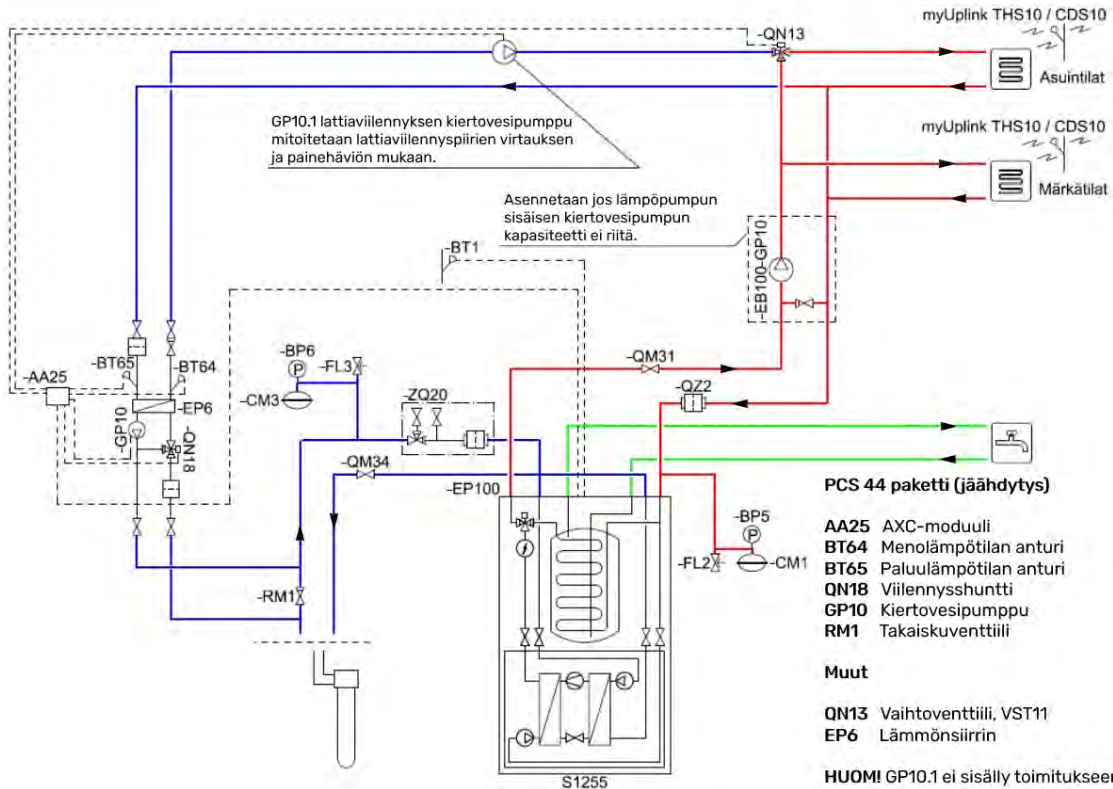 myUplink THS10 / CDS10
-QN13
Asuintilat
GP10.1 lattiaviilennyksen kiertovesipumppu
mitoitetaan lattiaviilennyspiirien virtauksen
ja painehäviön mukaan.
myUplink THS10 / CDS10
Märkätilat
Asennetaan jos lämpöpumpun
sisäisen kiertovesipumpun
kapasiteetti ei riitä.
-BT1
-EB100-GP10
-BT65
-BT64
-AA25
-EP6
-GP10
-QN18
-BP6
P
-FL3
-CM3
-ZQ20
-QM31
-QZ2
-QM34
-EP100
-RM1
-BP5
P
-FL2
-CM1
S1255
PCS 44 paketti (jäähdytys)
AA25 AXC-moduuli
BT64 Menolämpötilan anturi
BT65 Paluulämpötilan anturi
QN18 Viilennysshuntti
GP10 Kiertovesipumppu
RM1 Takaiskuventtiili
Muut
QN13 Vaihtoventtiili, VST11
EP6 Lämmönsiirrin
HUOM! GP10.1 ei sisälly toimitukseen